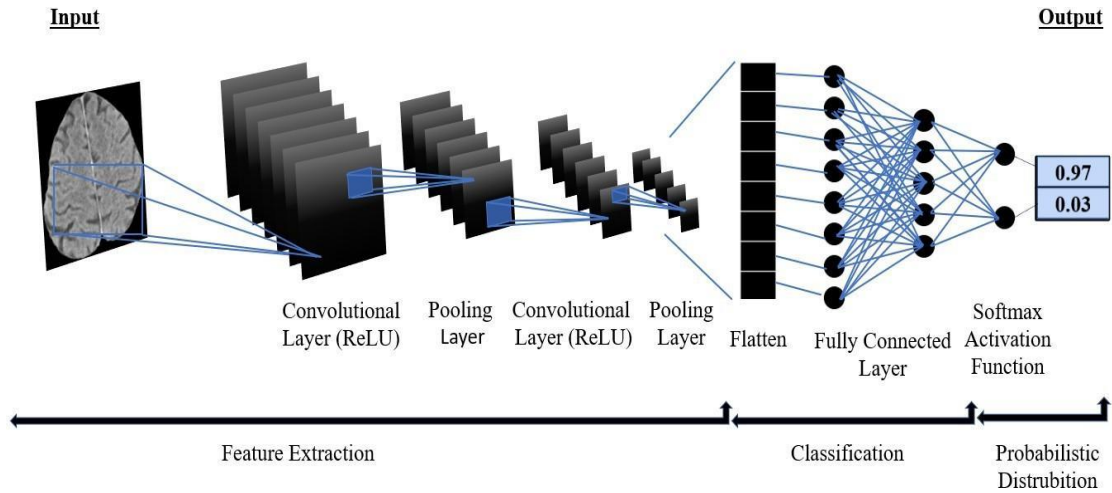 Input
Output
0.97
0.03
Convolutional
Layer (ReLU)
Pooling
Layer
Convolutional
Layer (ReLU)
Pooling
Layer
Flatten
Fully Connected
Layer
Softmax
Activation
Function
Feature Extraction
Classification
Probabilistic
Distrubition